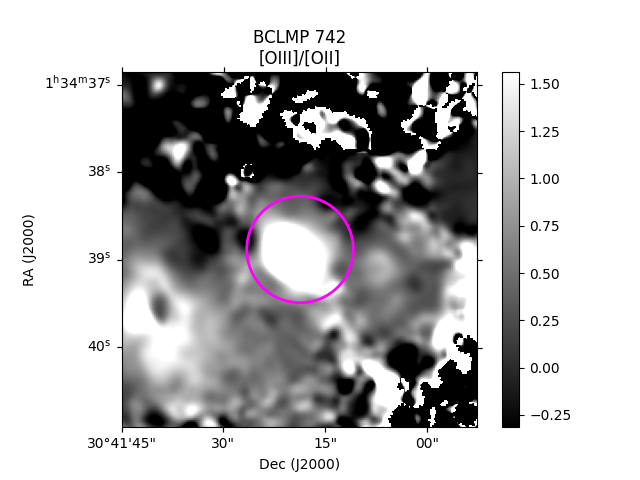 BCLMP 742
[OIII]/[OII]
1ʰ34ᵐ37ˢ
38ˢ
39ˢ
40ˢ
RA (J2000)
30°41'45" 30" 15" 00"
Dec (J2000)
1.50
1.25
1.00
0.75
0.50
0.25
0.00
−0.25